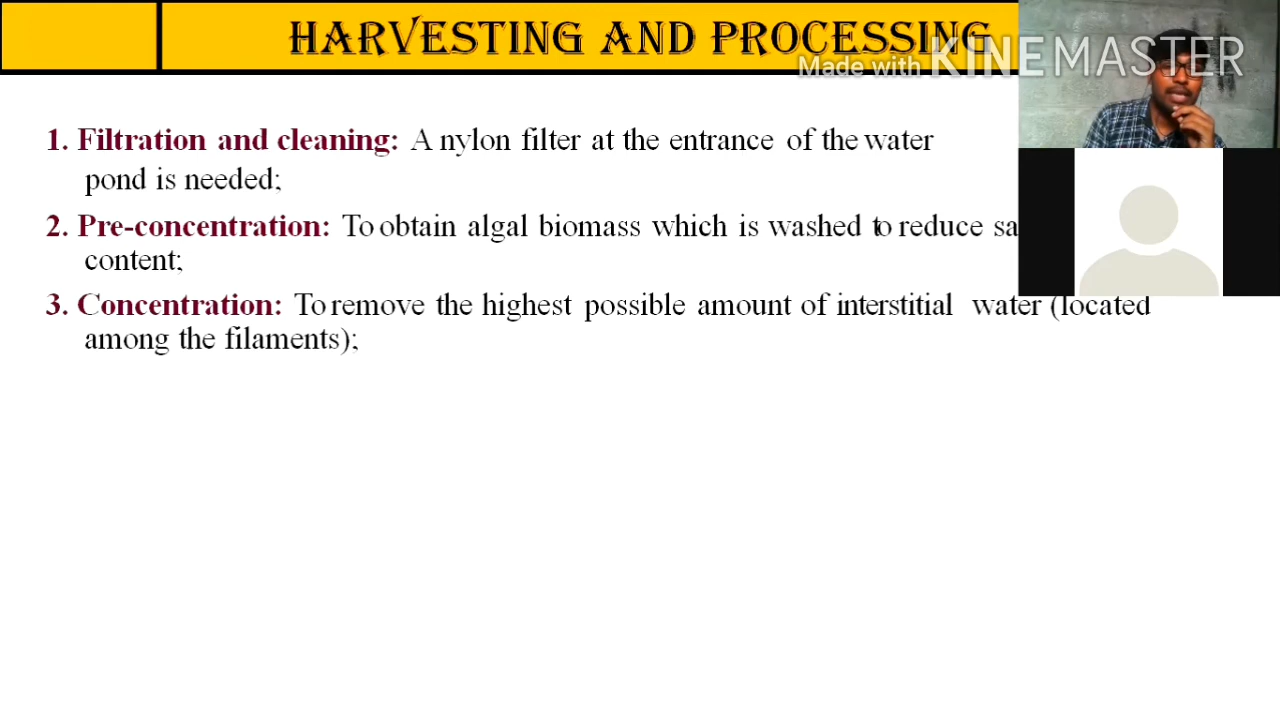 HARVESTING AND PROCESSING
Made with KINEMASTER
1. Filtration and cleaning: A nylon filter at the entrance of the water
pond is needed;
2. Pre-concentration: To obtain algal biomass which is washed to reduce
content;
3. Concentration: To remove the highest possible amount of interstitial water (located
among the filaments);